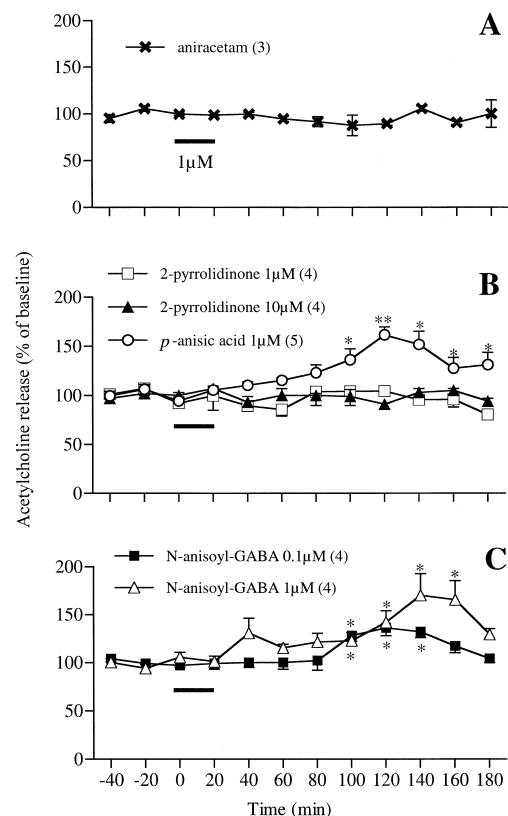 A
aniracetam (3)
200
150
100
50
0
1µM
B
2-pyrrolidinone 1µM (4)
2-pyrrolidinone 10µM (4)
p-anisic acid 1µM (5)
200
150
100
50
0
* ** * * *
Acetylcholine release (% of baseline)
C
N-anisoyl-GABA 0.1µM (4)
N-anisoyl-GABA 1µM (4)
200
150
100
50
0
* *
* *
* * *
-40 -20 0 20 40 60 80 100 120 140 160 180
Time (min)